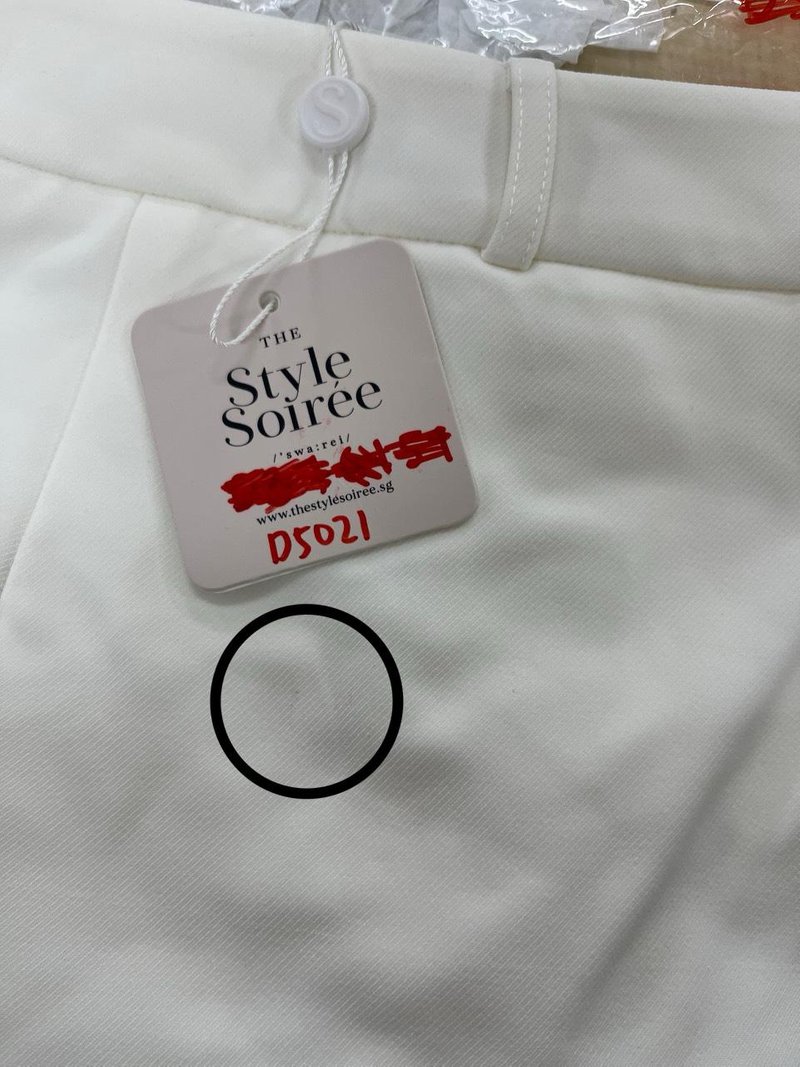 S
THE
Style
Soirée
/'swa:rei/
www.thestylesoiree.sg
D5021